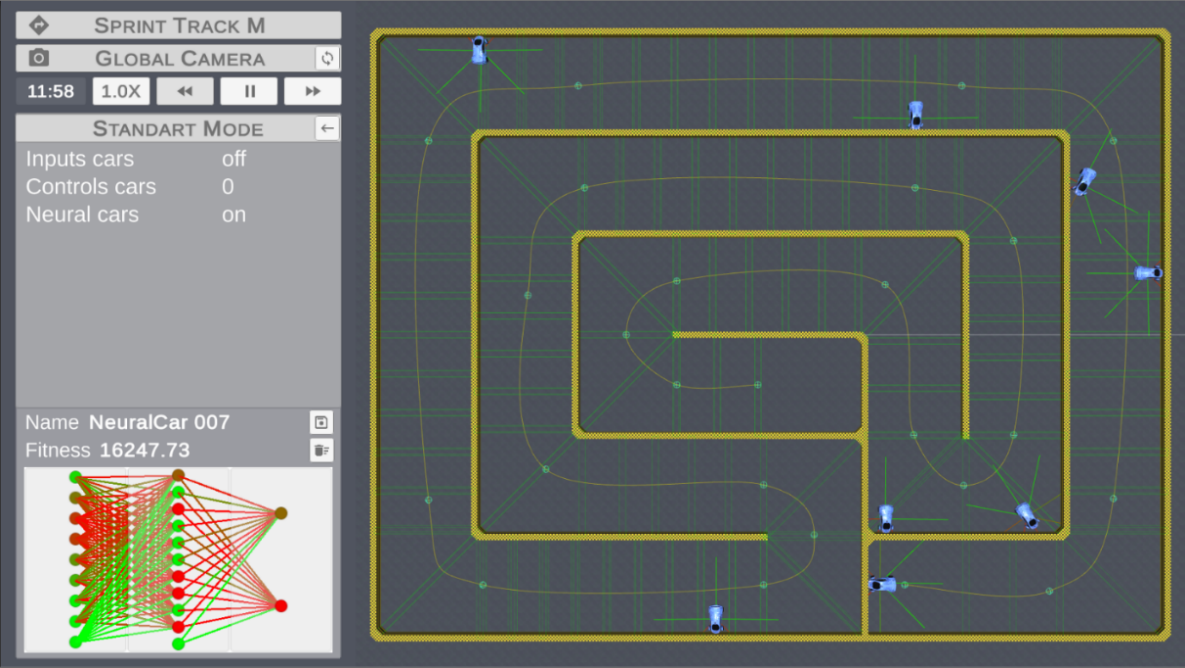 SPRINT TRACK M
GLOBAL CAMERA
11:58 1.0X
STANDART MODE
Inputs cars off
Controls cars 0
Neural cars on
Name NeuralCar 007
Fitness 16247.73